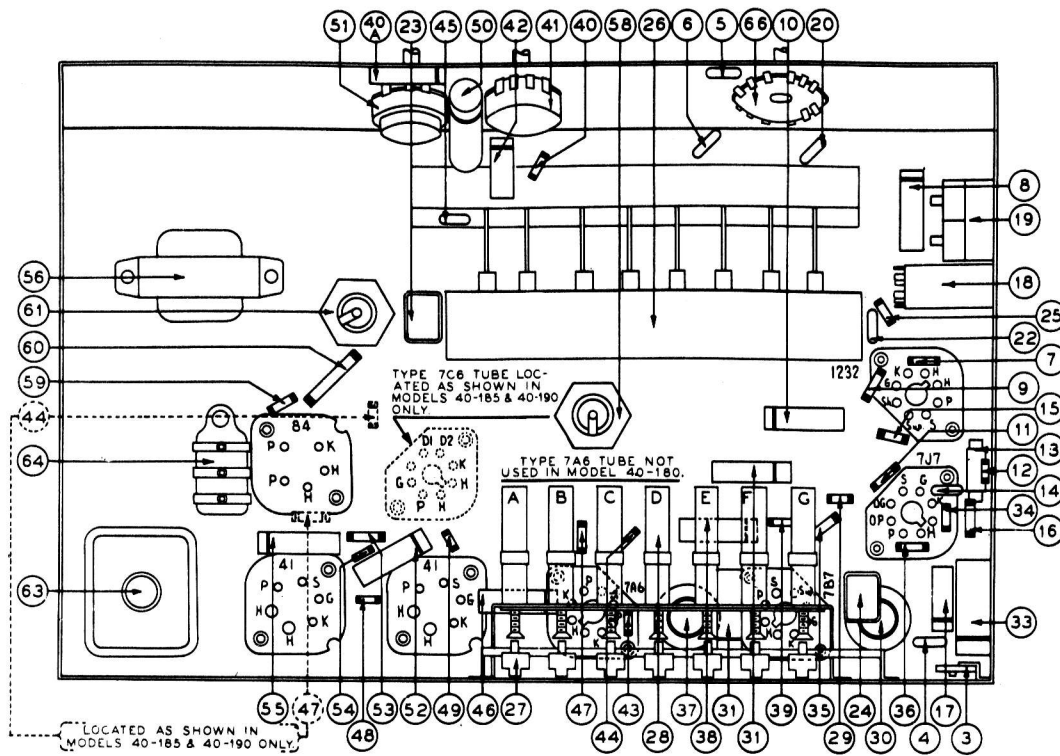 51 40 A 23 45 50 42 41 40 58 26 6 5 66 10 20
8
19
56
18
61
25
22
60
7
TYPE 7C6 TUBE LOC-
ATED AS SHOWN IN
MODELS 40-185 & 40-190
ONLY.
1232
K H
G H
P
59
9
44
15
84
P K
H
P
H
D1 D2
K
G H
P H
11
64
TYPE 7A6 TUBE NOT
USED IN MODEL 40-180.
13
7J7
12
A B C D E F G
S G
14
DG
OP
P H
34
16
41
P S
G
H K
H
41
P S
G
H K
H
7A6
7B7
63
33
55 47 54 48 53 52 49 46 27 47 44 43 28 37 38 31 31 39 35 29 24 30 36 4 17 3
LOCATED AS SHOWN IN
MODELS 40-185 & 40-190 ONLY.